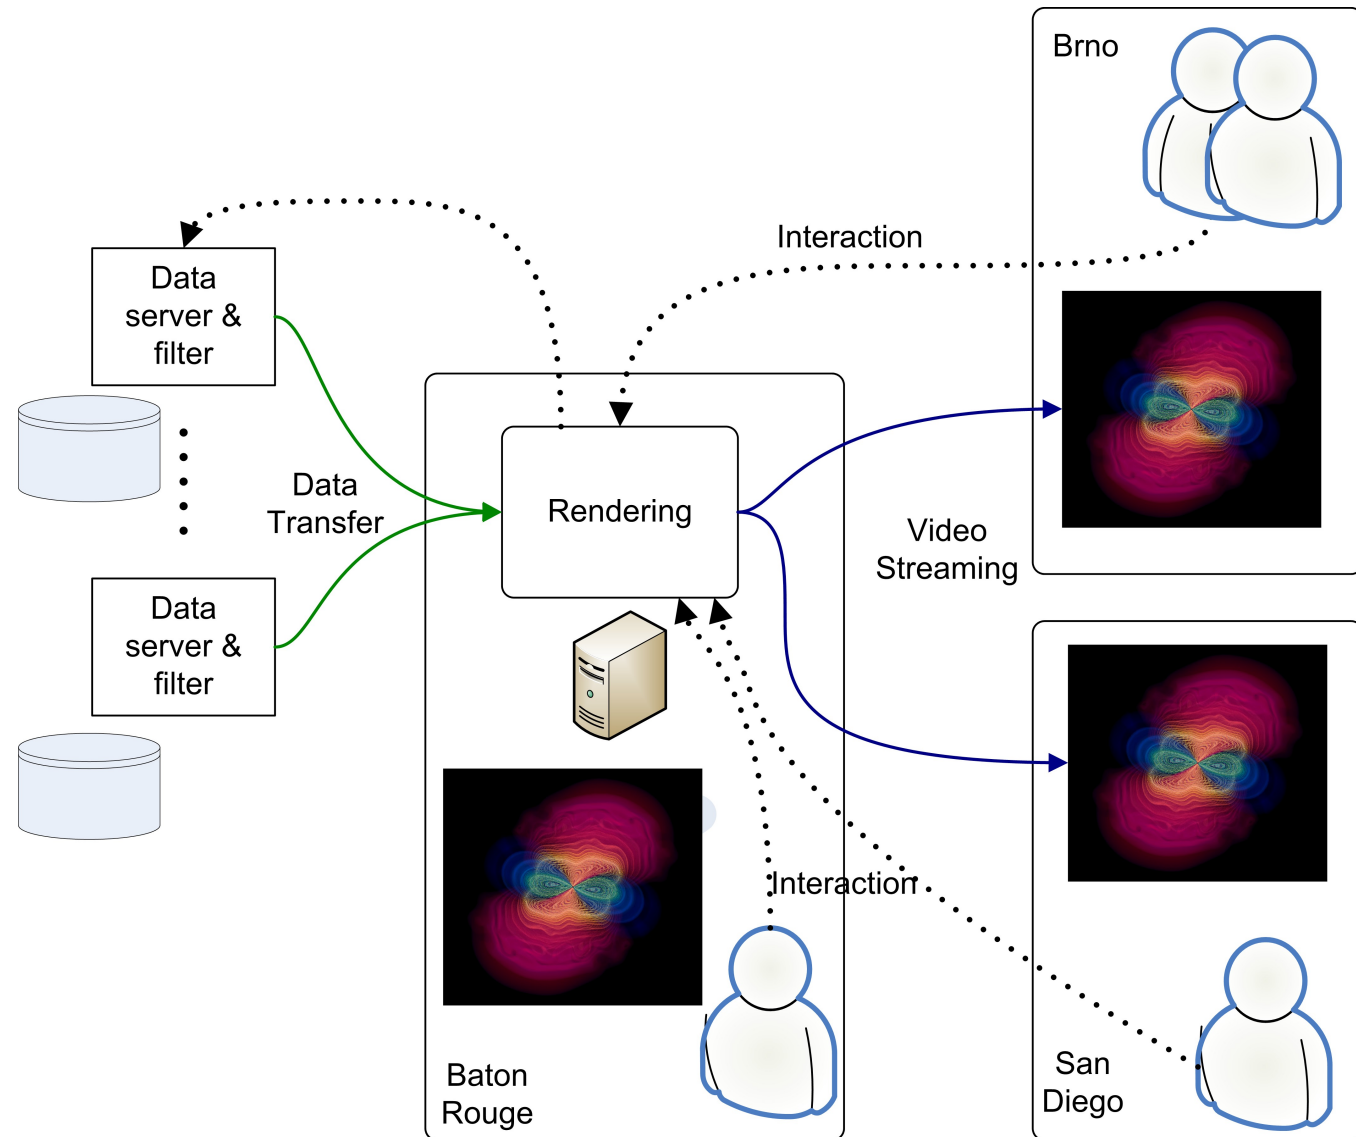 Brno
Interaction
Data
server &
filter
Data
Transfer
Rendering
Video
Streaming
Data
server &
filter
Interaction
Baton
Rouge
San
Diego